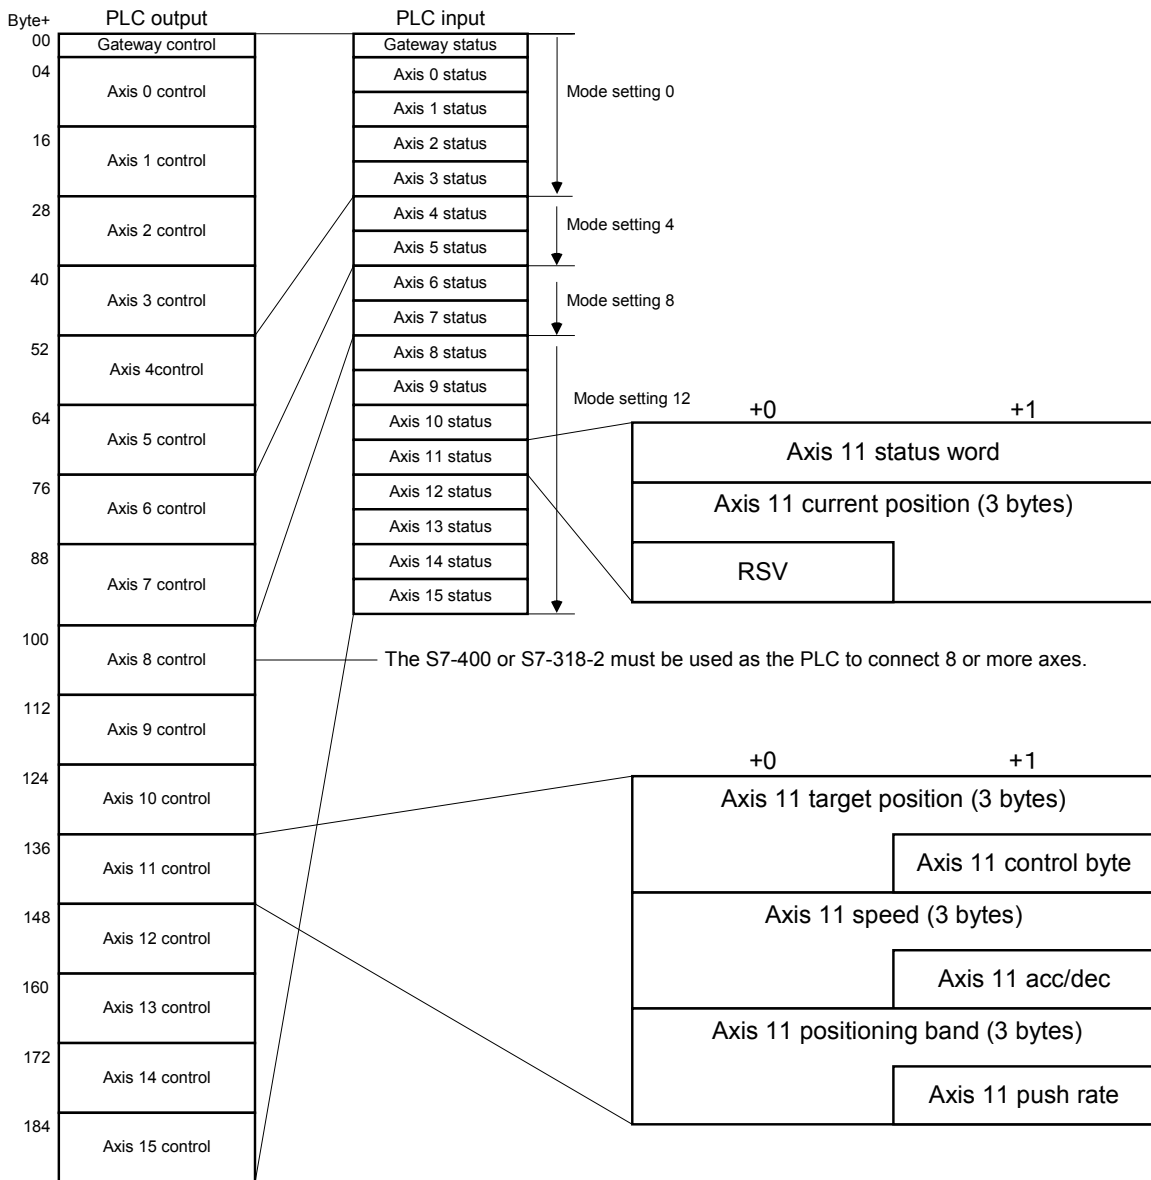 Byte+
PLC output
PLC input
00
Gateway control
Gateway status
04
Axis 0 control
Axis 0 status
Axis 1 status
Mode setting 0
16
Axis 1 control
Axis 2 status
Axis 3 status
28
Axis 2 control
Axis 4 status
Axis 5 status
Mode setting 4
40
Axis 3 control
Axis 6 status
Axis 7 status
Mode setting 8
52
Axis 4control
Axis 8 status
Axis 9 status
Mode setting 12
64
Axis 5 control
Axis 10 status
Axis 11 status
76
Axis 6 control
Axis 12 status
Axis 13 status
88
Axis 7 control
Axis 14 status
Axis 15 status
+0
+1
Axis 11 status word
Axis 11 current position (3 bytes)
RSV
100
Axis 8 control
The S7-400 or S7-318-2 must be used as the PLC to connect 8 or more axes.
112
Axis 9 control
124
Axis 10 control
136
Axis 11 control
148
Axis 12 control
160
Axis 13 control
172
Axis 14 control
184
Axis 15 control
+0
+1
Axis 11 target position (3 bytes)
Axis 11 control byte
Axis 11 speed (3 bytes)
Axis 11 acc/dec
Axis 11 positioning band (3 bytes)
Axis 11 push rate